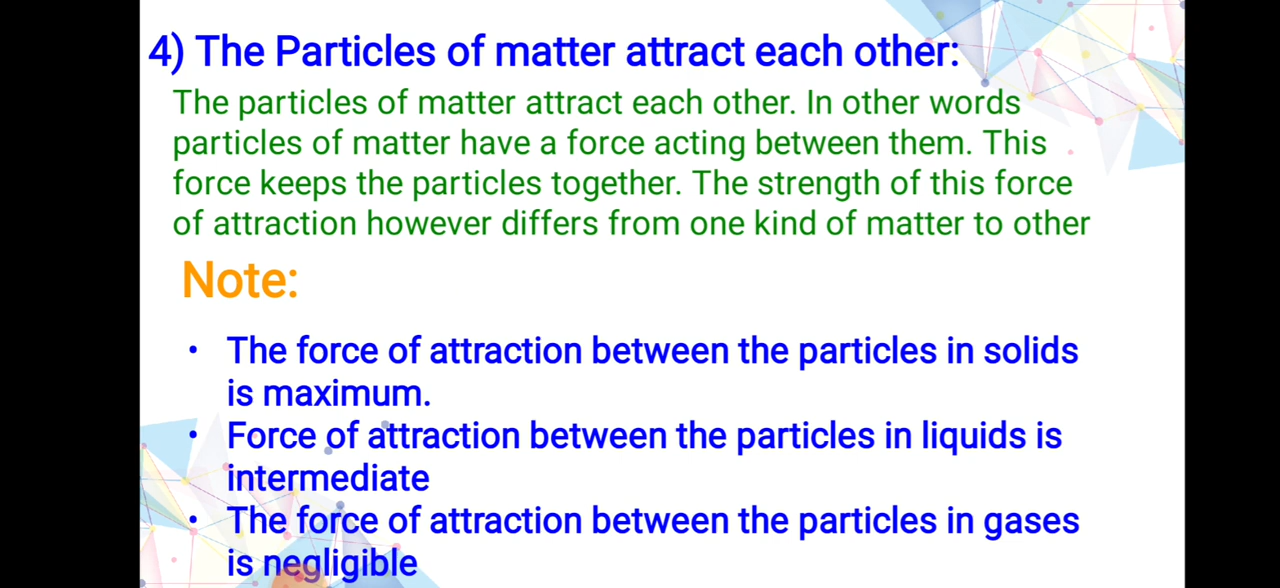 4) The Particles of matter attract each other:
The particles of matter attract each other. In other words
particles of matter have a force acting between them. This
force keeps the particles together. The strength of this force
of attraction however differs from one kind of matter to other
Note:
• The force of attraction between the particles in solids
is maximum.
• Force of attraction between the particles in liquids is
intermediate
• The force of attraction between the particles in gases
is negligible